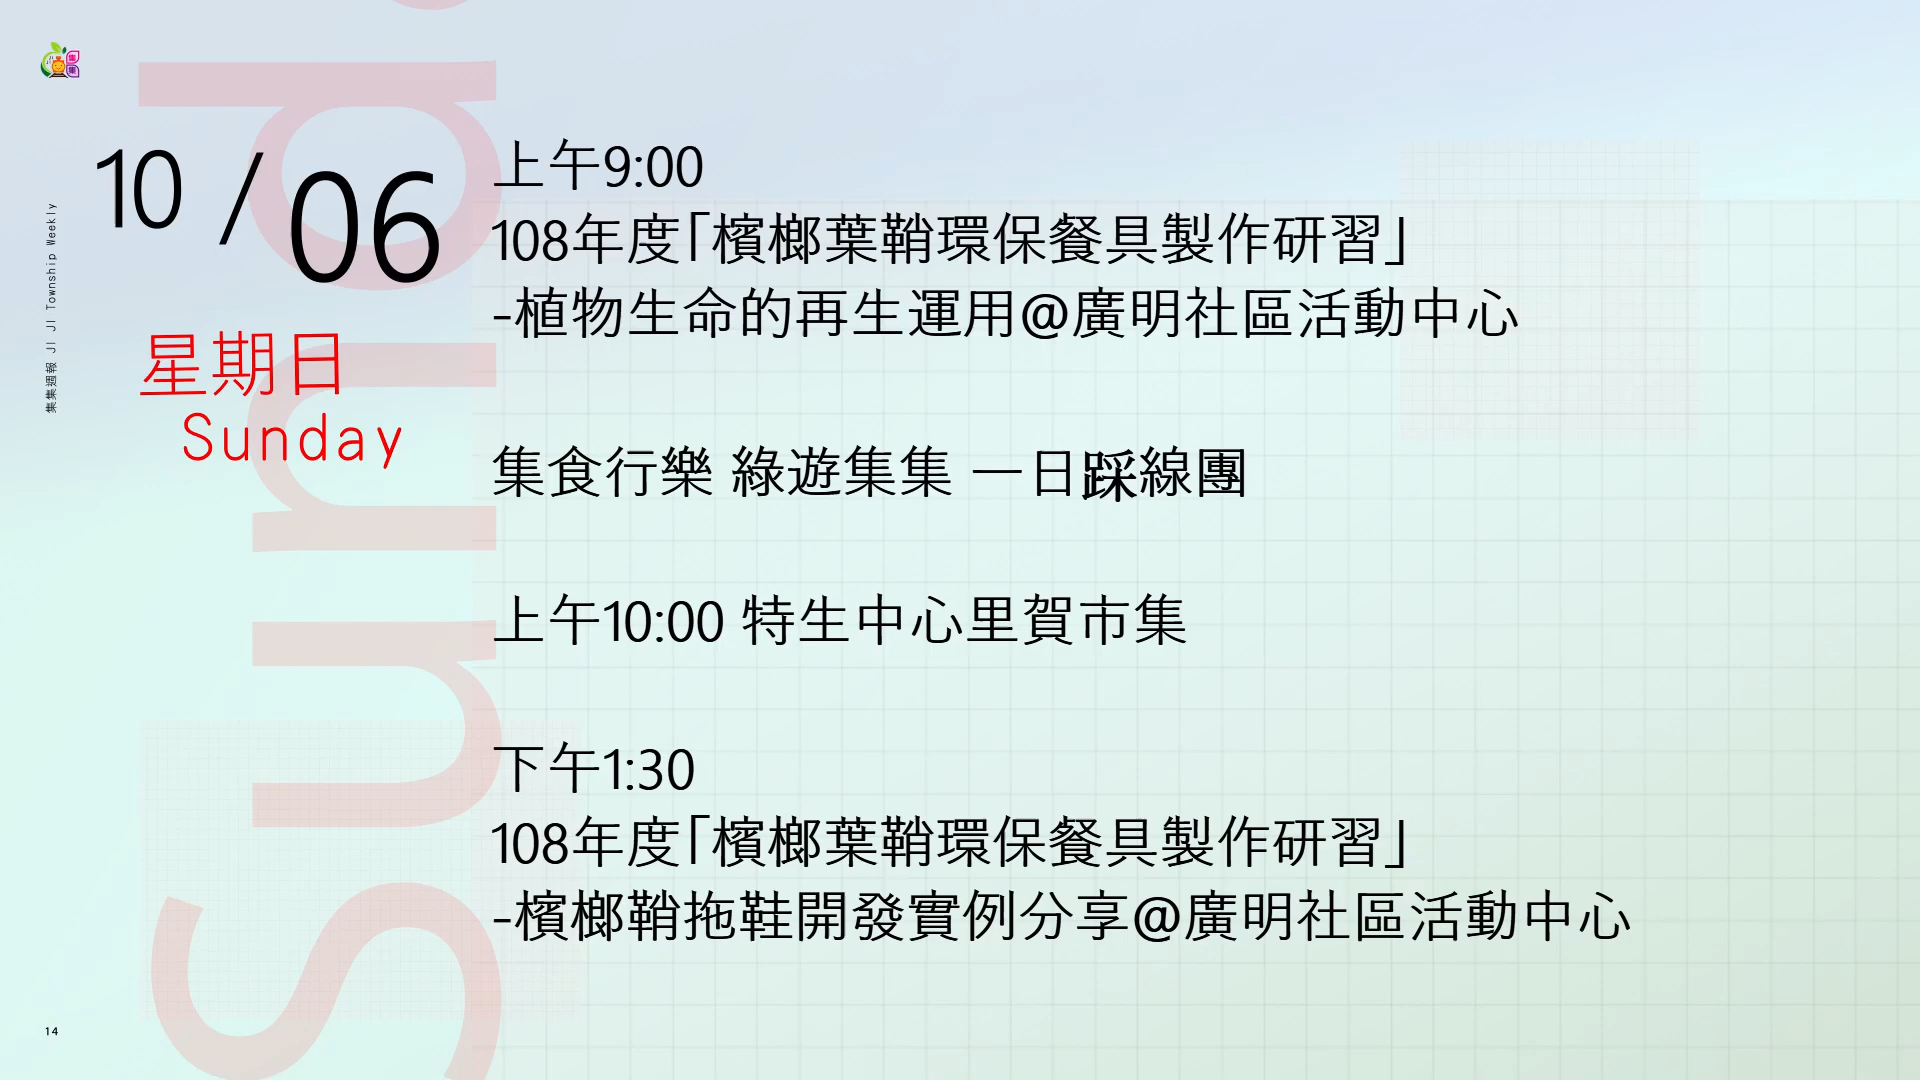 集集週報 JI JI Township Weekly
10/06
星期日
Sunday
上午9:00
108年度「檳榔葉鞘環保餐具製作研習」
-植物生命的再生運用@廣明社區活動中心
集食行樂 綠遊集集 一日踩線團
上午10:00 特生中心里賀市集
下午1:30
108年度「檳榔葉鞘環保餐具製作研習」
-檳榔鞘拖鞋開發實例分享@廣明社區活動中心
Sund
14